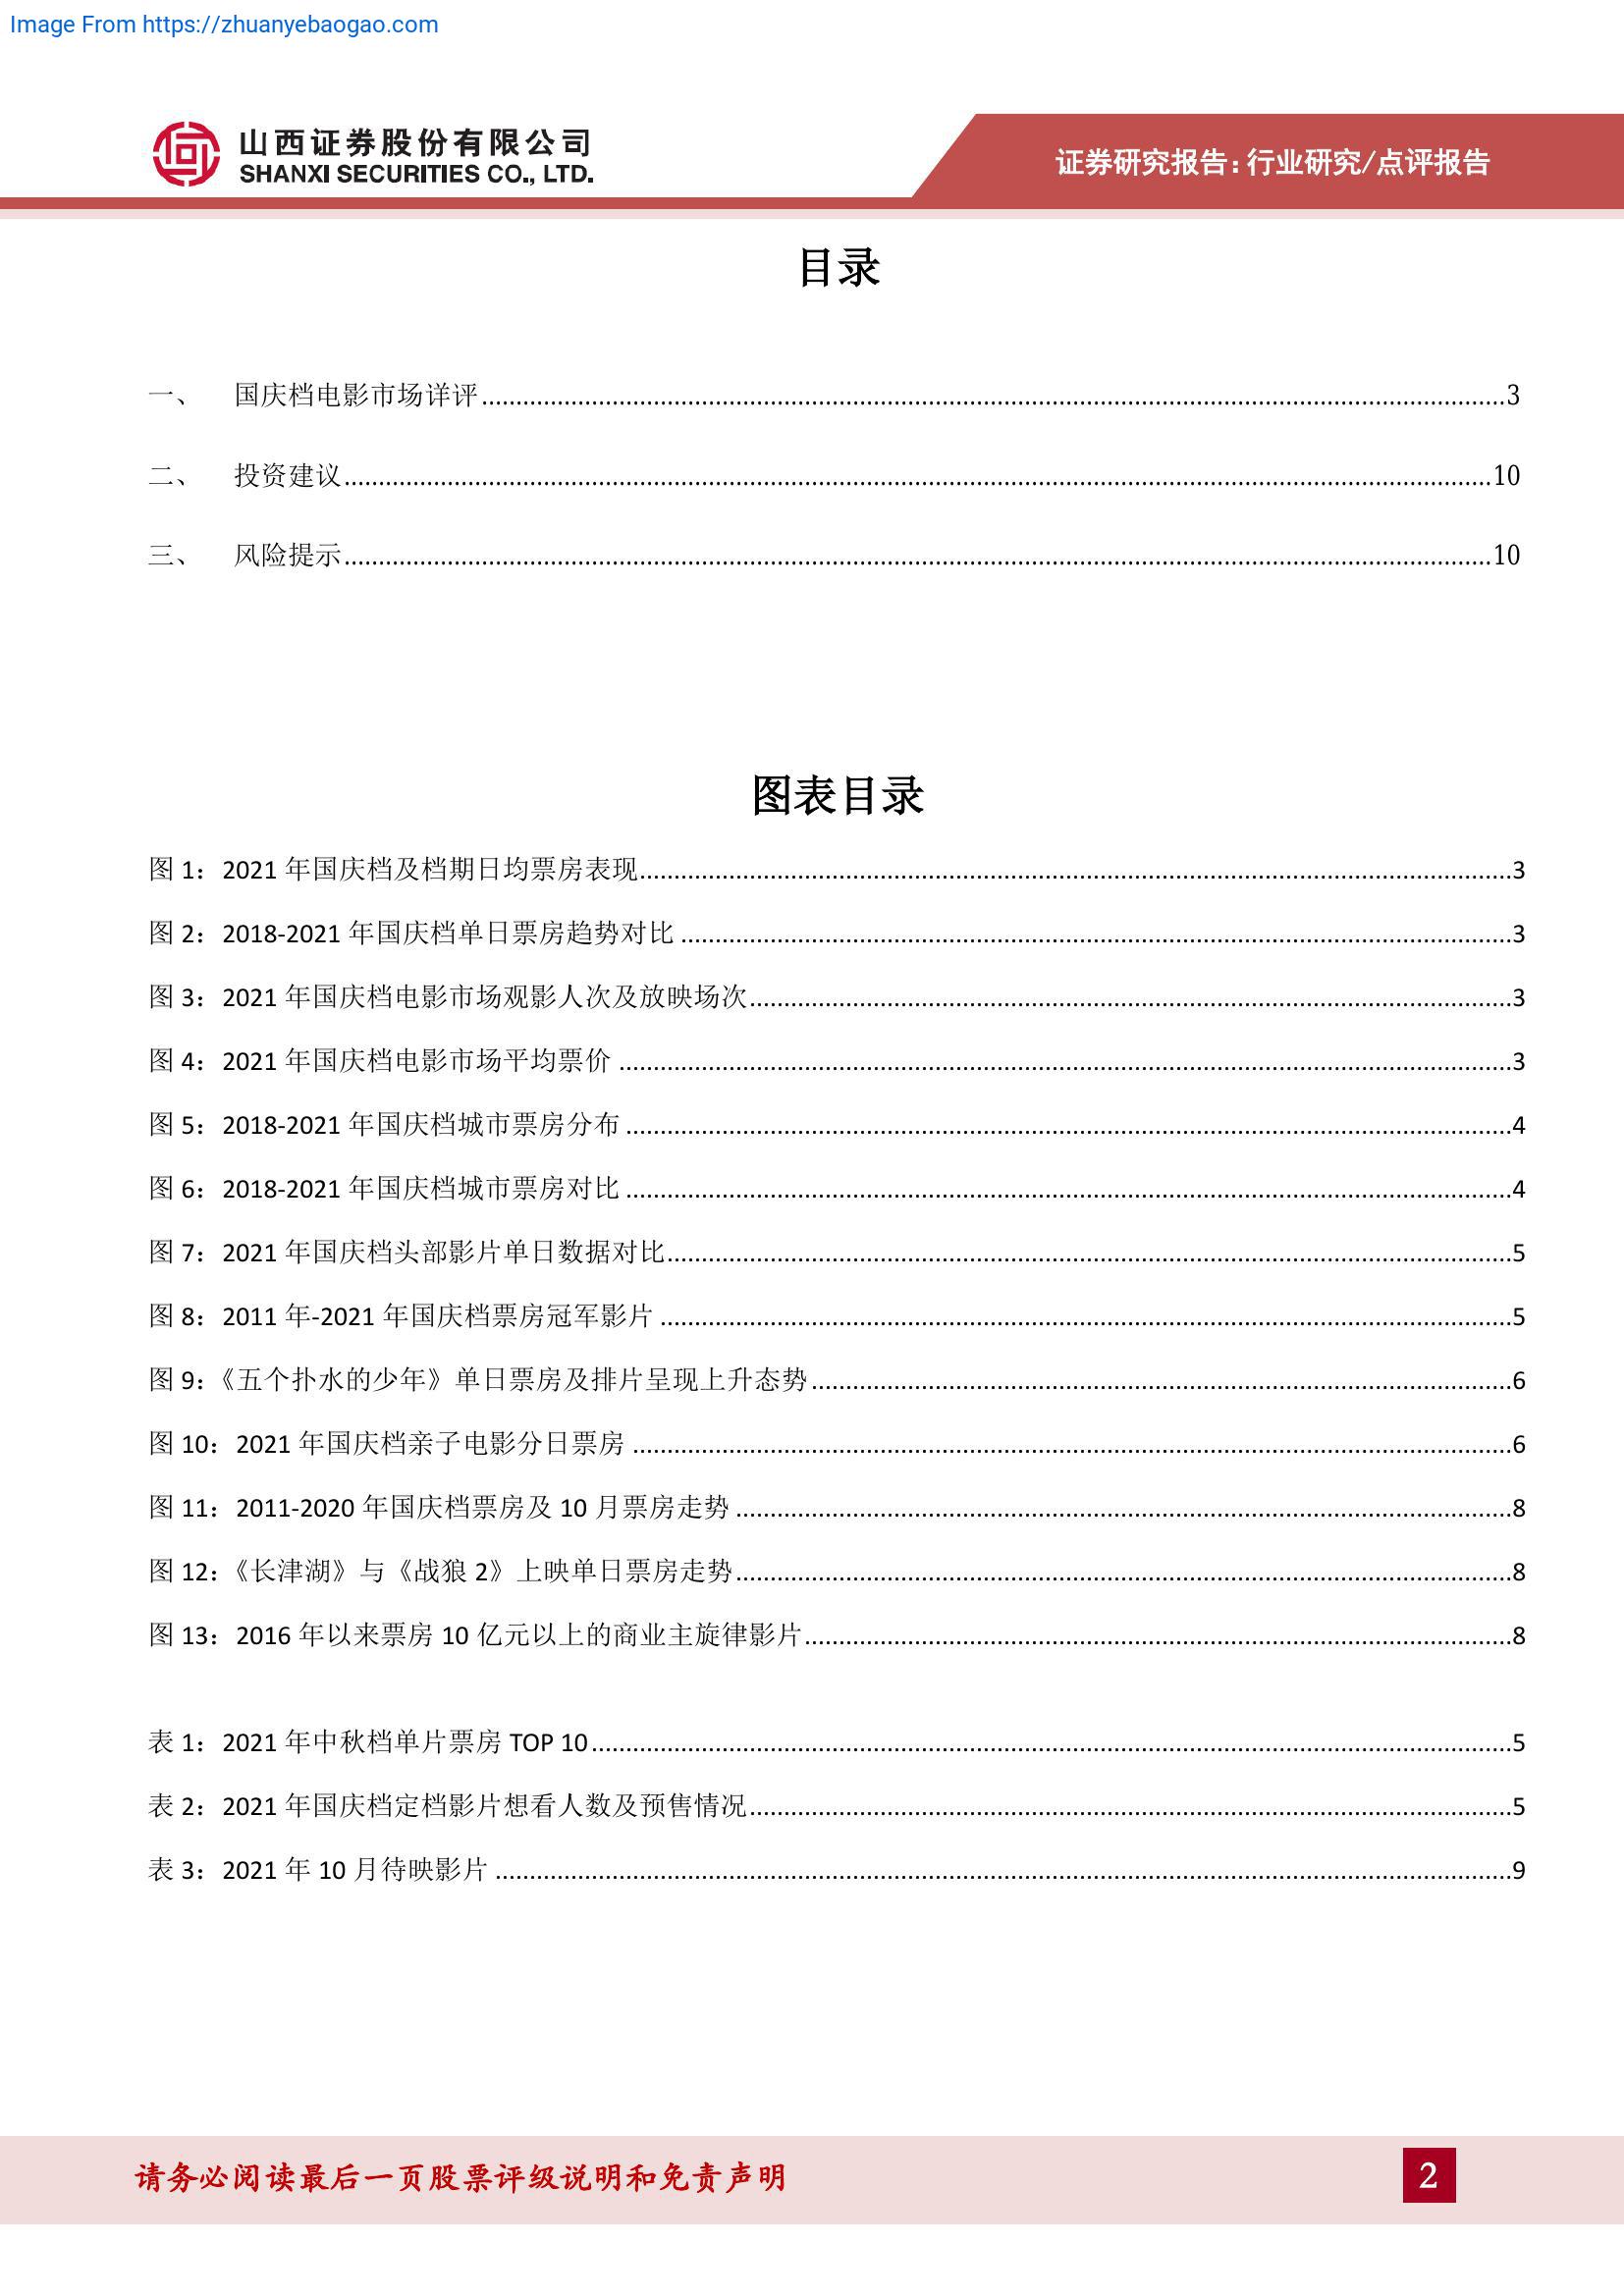 Image From https://zhuanyebaogao.com
山西证券股份有限公司
SHANXI SECURITIES CO., LTD.
证券研究报告：行业研究/点评报告
目录
一、 国庆档电影市场详评........3
二、 投资建议........10
三、 风险提示........10
图表目录
图 1：2021 年国庆档及档期日均票房表现........3
图 2：2018-2021 年国庆档单日票房趋势对比........3
图 3：2021 年国庆档电影市场观影人次及放映场次........3
图 4：2021 年国庆档电影市场平均票价........3
图 5：2018-2021 年国庆档城市票房分布........4
图 6：2018-2021 年国庆档城市票房对比........4
图 7：2021 年国庆档头部影片单日数据对比........5
图 8：2011 年-2021 年国庆档票房冠军影片........5
图 9：《五个扑水的少年》单日票房及排片呈现上升态势........6
图 10：2021 年国庆档亲子电影分日票房........6
图 11：2011-2020 年国庆档票房及 10 月票房走势........8
图 12：《长津湖》与《战狼 2》上映单日票房走势........8
图 13：2016 年以来票房 10 亿元以上的商业主旋律影片........8
表 1：2021 年中秋档单片票房 TOP 10........5
表 2：2021 年国庆档定档影片想看人数及预售情况........5
表 3：2021 年 10 月待映影片........9
请务必阅读最后一页股票评级说明和免责声明
2